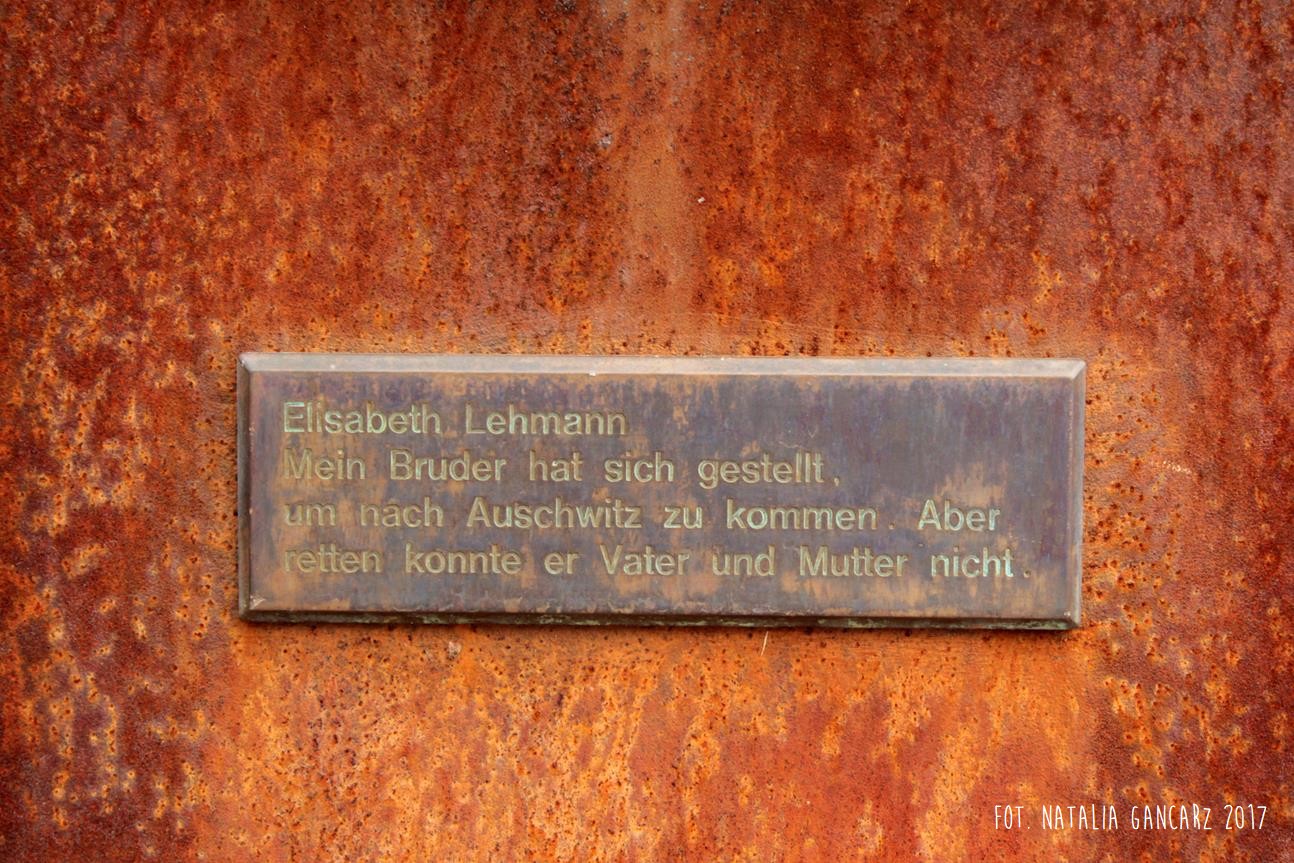 Elisabeth Lehmann
Mein Bruder hat sich gestellt,
um nach Auschwitz zu kommen. Aber
retten konnte er Vater und Mutter nicht.
FOT. NATALIA GANCARZ 2017